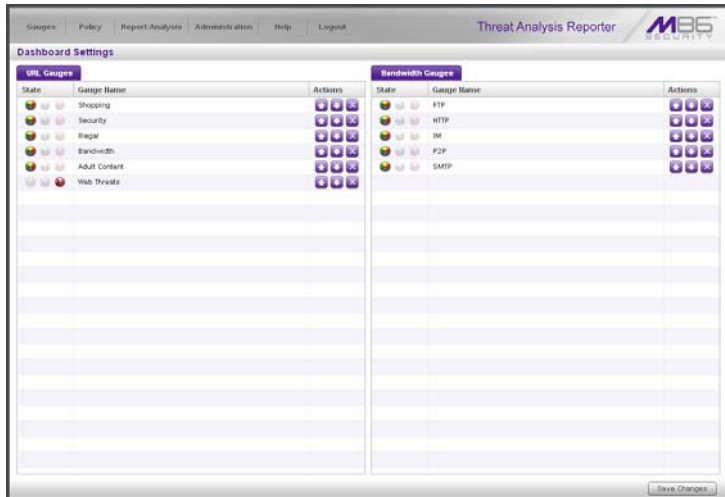 Gauges Policy Report/Analysis Administration Help Logout Threat Analysis Reporter M86 SECURITY
Dashboard Settings
URL Gauges
State Gauge Name Actions
Shopping
Security
Illegal
Bandwidth
Adult Content
Web Threats
Bandwidth Gauges
State Gauge Name Actions
FTP
HTTP
IM
P2P
SMTP
Save Changes